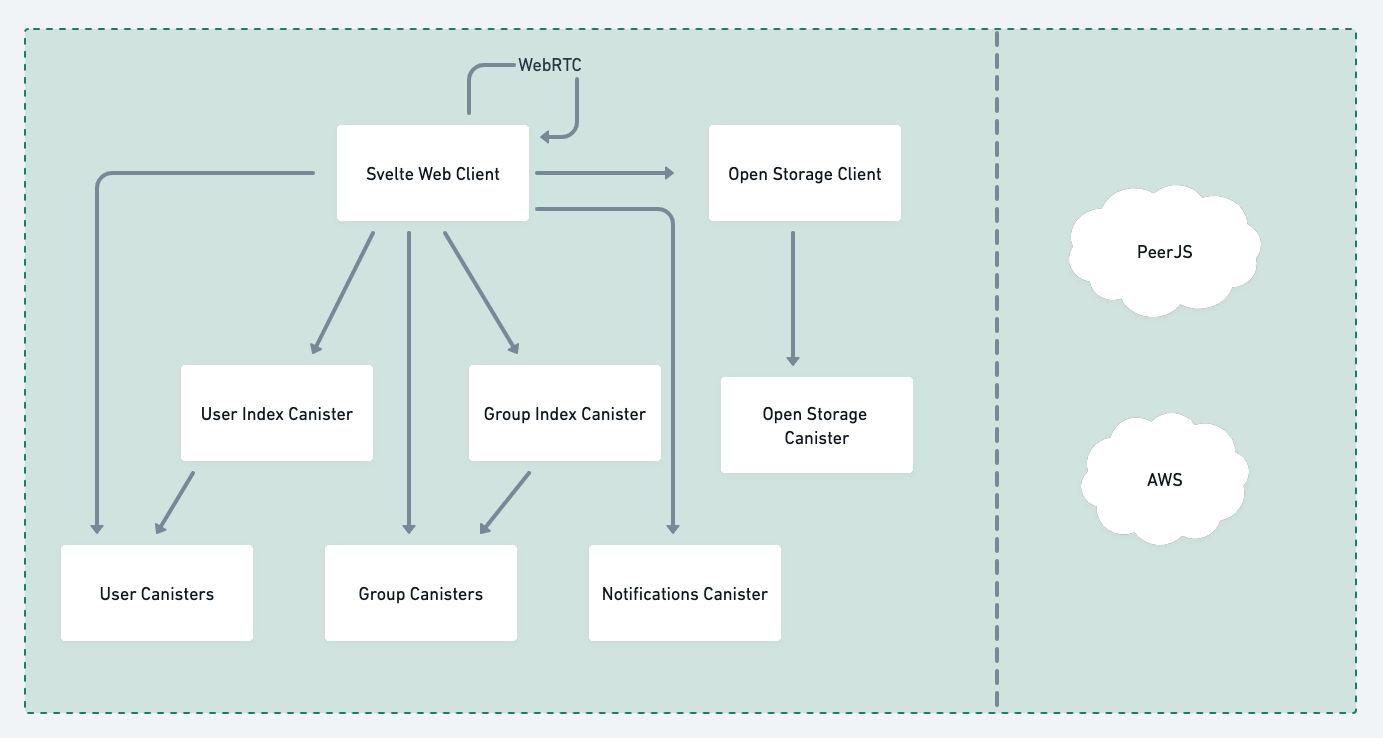 WebRTC
Svelte Web Client
Open Storage Client
PeerJS
User Index Canister
Group Index Canister
Open Storage
Canister
AWS
User Canisters
Group Canisters
Notifications Canister